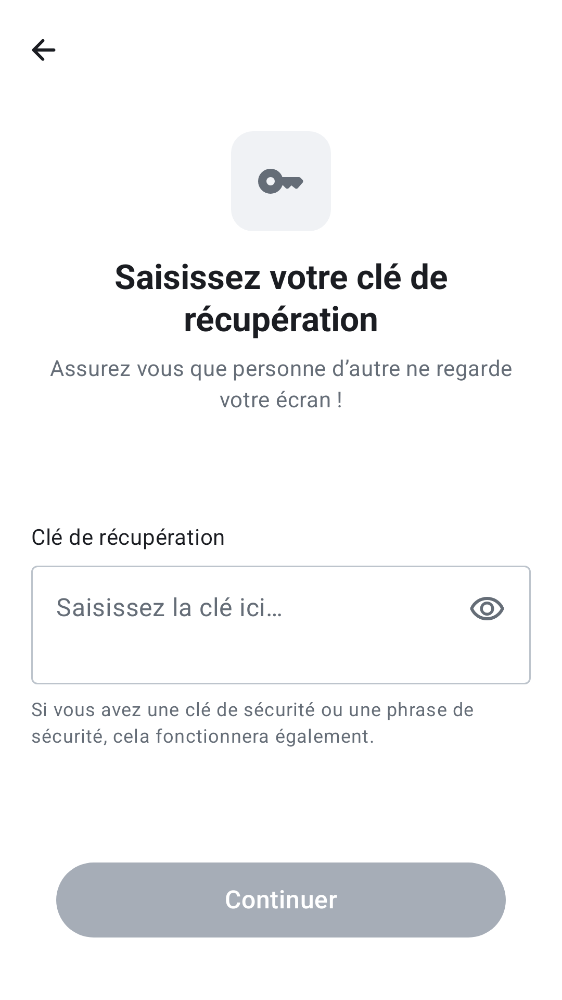 Saisissez votre clé de
récupération
Assurez vous que personne d’autre ne regarde
votre écran !
Clé de récupération
Saisissez la clé ici…
Si vous avez une clé de sécurité ou une phrase de
sécurité, cela fonctionnera également.
Continuer